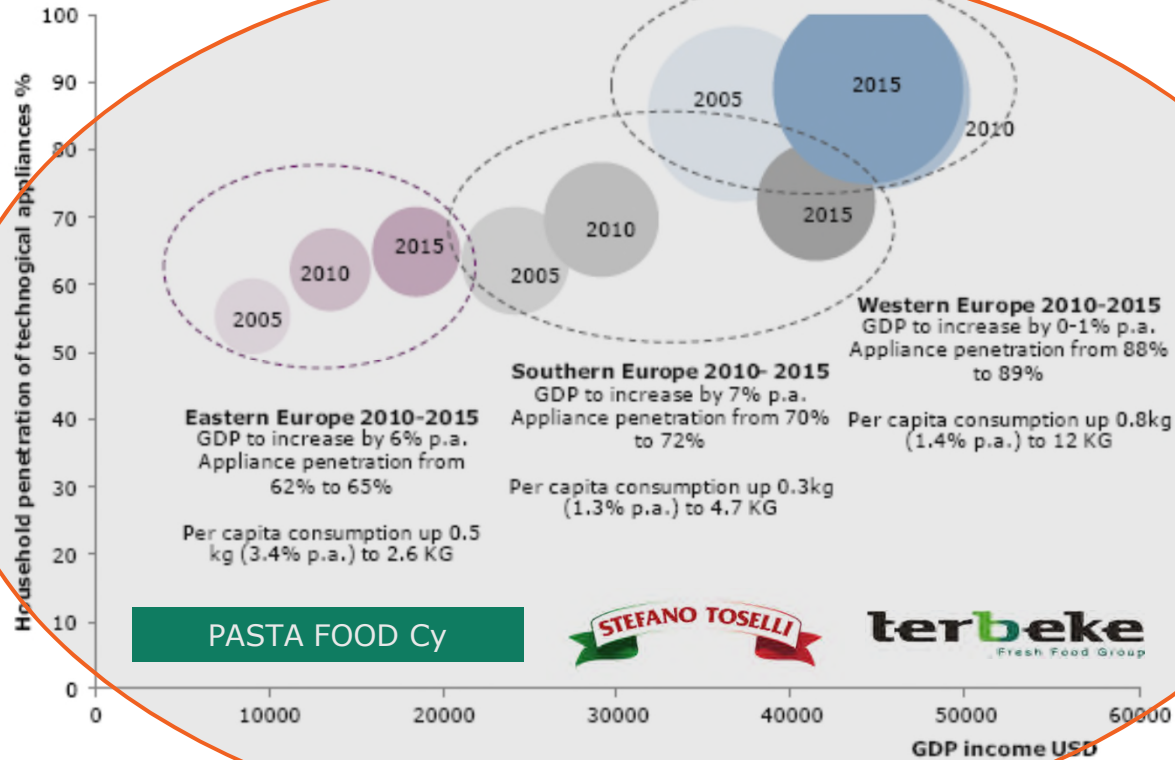 Household penetration of technogical appliances %
100
90
80
70
60
50
40
30
20
10
0
0
10000
20000
30000
40000
50000
60000
GDP income USD
2005
2010
2015
2005
2010
2015
2005
2015
2010
Eastern Europe 2010-2015
GDP to increase by 6% p.a.
Appliance penetration from
62% to 65%
Per capita consumption up 0.5
kg (3.4% p.a.) to 2.6 KG
Southern Europe 2010- 2015
GDP to increase by 7% p.a.
Appliance penetration from 70%
to 72%
Per capita consumption up 0.3kg
(1.3% p.a.) to 4.7 KG
Western Europe 2010-2015
GDP to increase by 0-1% p.a.
Appliance penetration from 88%
to 89%
Per capita consumption up 0.8kg
(1.4% p.a.) to 12 KG
PASTA FOOD Cy
STEFANO TOSELLI
terbeke
Fresh Food Group